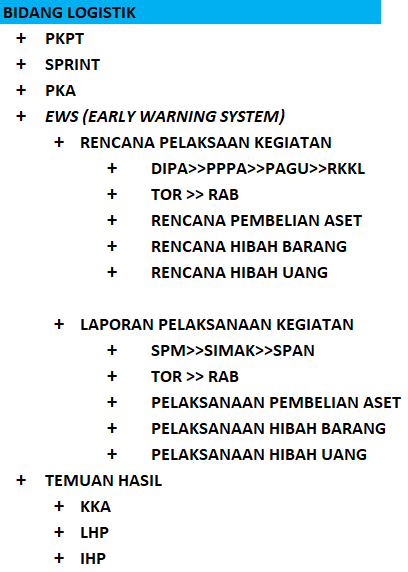 BIDANG LOGISTIK
+ PKPT
+ SPRINT
+ PKA
+ EWS (EARLY WARNING SYSTEM)
+ RENCANA PELAKSAAN KEGIATAN
+ DIPA>>PPPA>>PAGU>>RKKL
+ TOR >> RAB
+ RENCANA PEMBELIAN ASET
+ RENCANA HIBAH BARANG
+ RENCANA HIBAH UANG
+ LAPORAN PELAKSANAAN KEGIATAN
+ SPM>>SIMAK>>SPAN
+ TOR >> RAB
+ PELAKSANAAN PEMBELIAN ASET
+ PELAKSANAAN HIBAH BARANG
+ PELAKSANAAN HIBAH UANG
+ TEMUAN HASIL
+ KKA
+ LHP
+ IHP